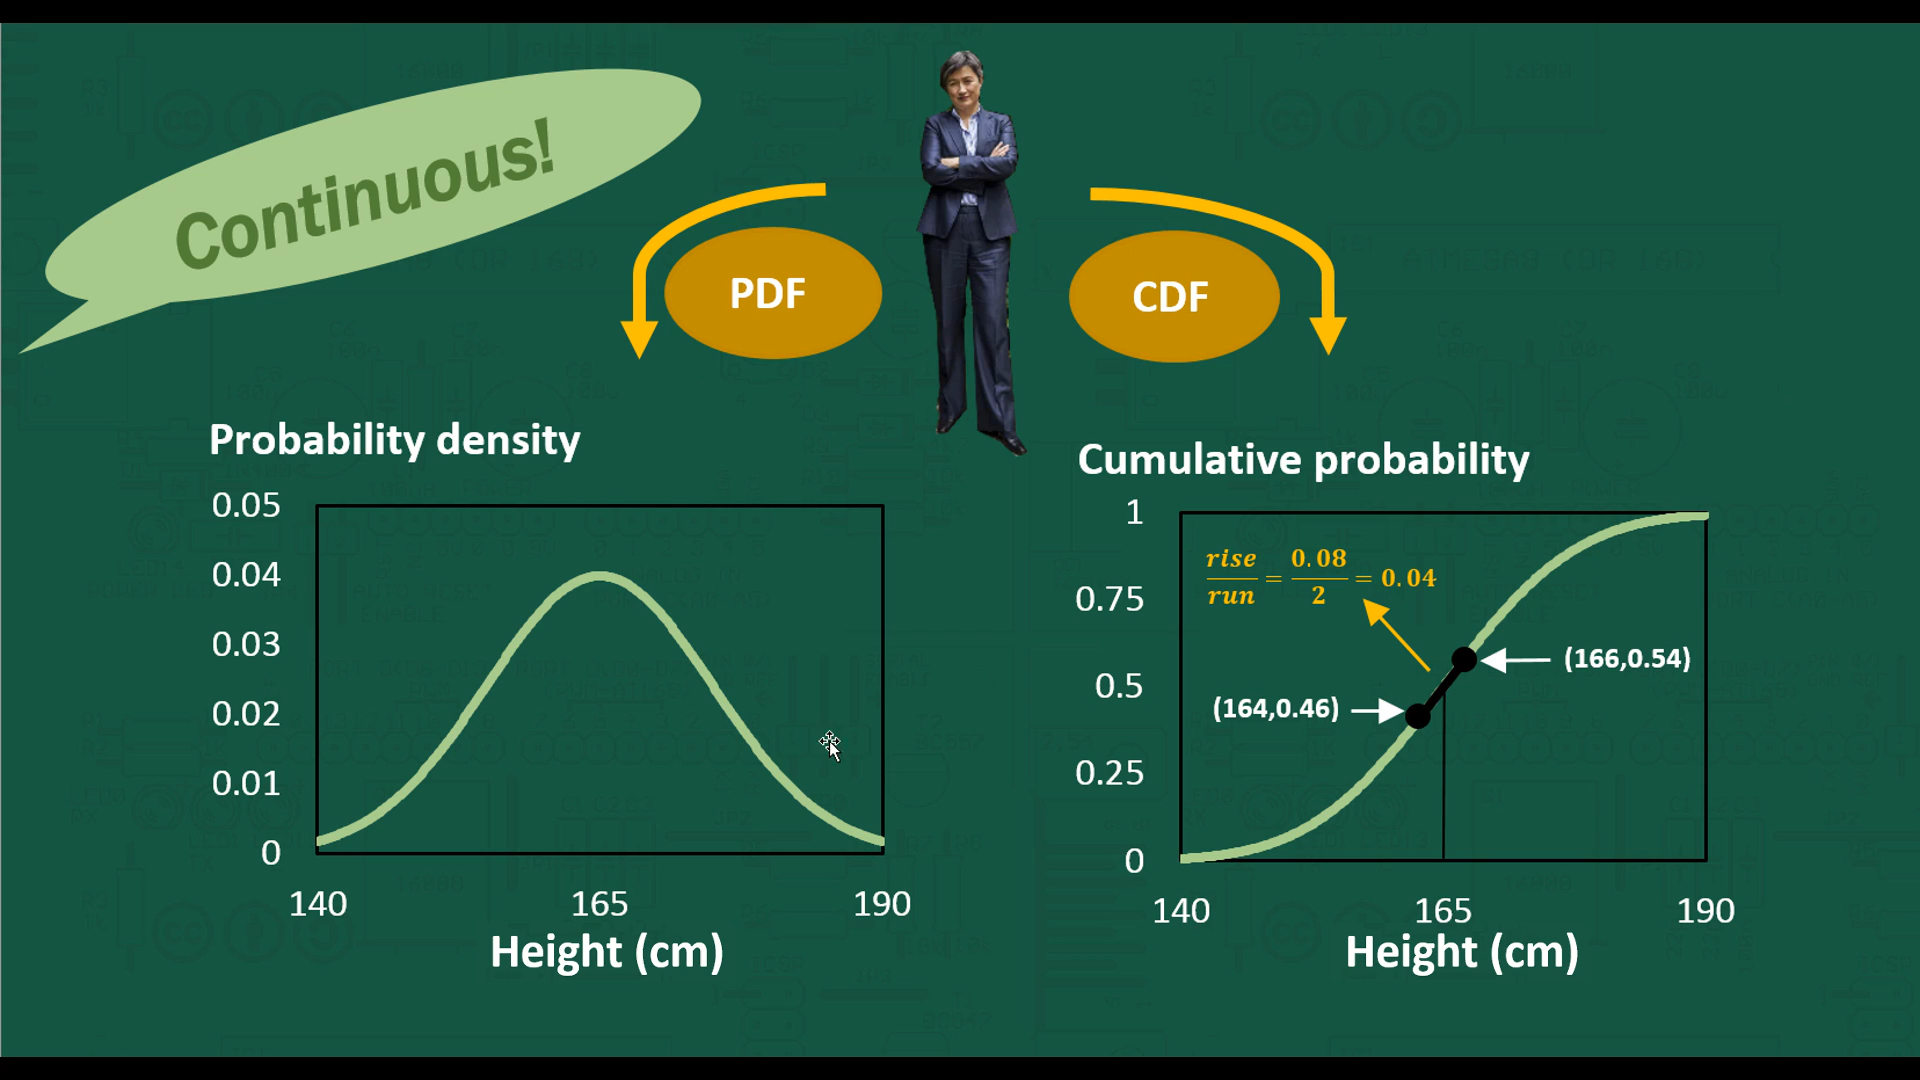 Continuous!
PDF
CDF
Probability density
0.05
0.04
0.03
0.02
0.01
0
140 165 190
Height (cm)
Cumulative probability
1
0.75
0.5
0.25
0
rise/run = 0.08/2 = 0.04
(166,0.54)
(164,0.46)
140 165 190
Height (cm)